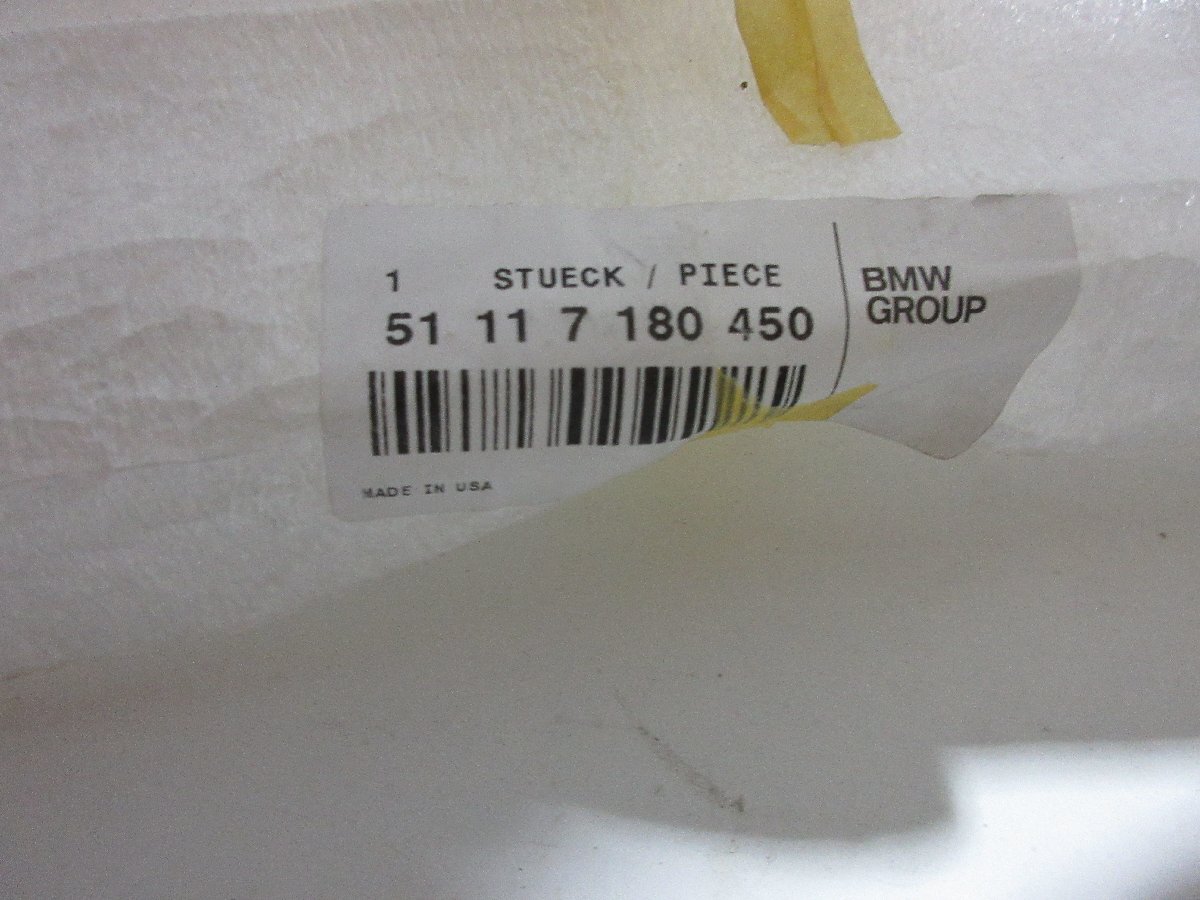 1 STUECK / PIECE
51 11 7 180 450
BMW
GROUP
MADE IN USA